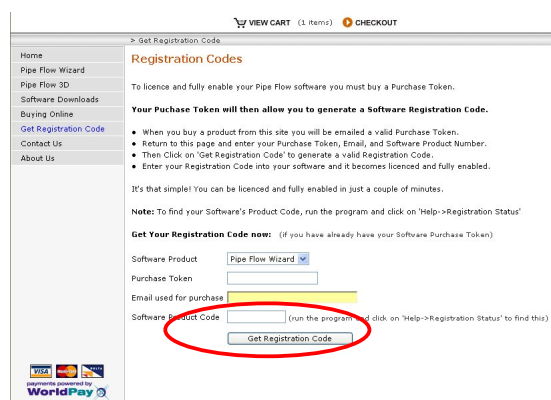 VIEW CART (1 items) CHECKOUT
> Get Registration Code
Home
Pipe Flow Wizard
Pipe Flow 3D
Software Downloads
Buying Online
Get Registration Code
Contact Us
About Us
Registration Codes
To licence and fully enable your Pipe Flow software you must buy a Purchase Token.
Your Puchase Token will then allow you to generate a Software Registration Code.
• When you buy a product from this site you will be emailed a valid Purchase Token.
• Return to this page and enter your Purchase Token, Email, and Software Product Number.
• Then Click on 'Get Registration Code' to generate a valid Registration Code.
• Enter your Registration Code into your software and it becomes licenced and fully enabled.
It's that simple! You can be licenced and fully enabled in just a couple of minutes.
Note: To find your Software's Product Code, run the program and click on 'Help->Registration Status'
Get Your Registration Code now: (if you have already have your Software Purchase Token)
Software Product Pipe Flow Wizard
Purchase Token
Email used for purchase
Software Product Code (run the program and click on 'Help->Registration Status' to find this)
Get Registration Code
VISA MasterCard DELTA
payments powered by
WorldPay